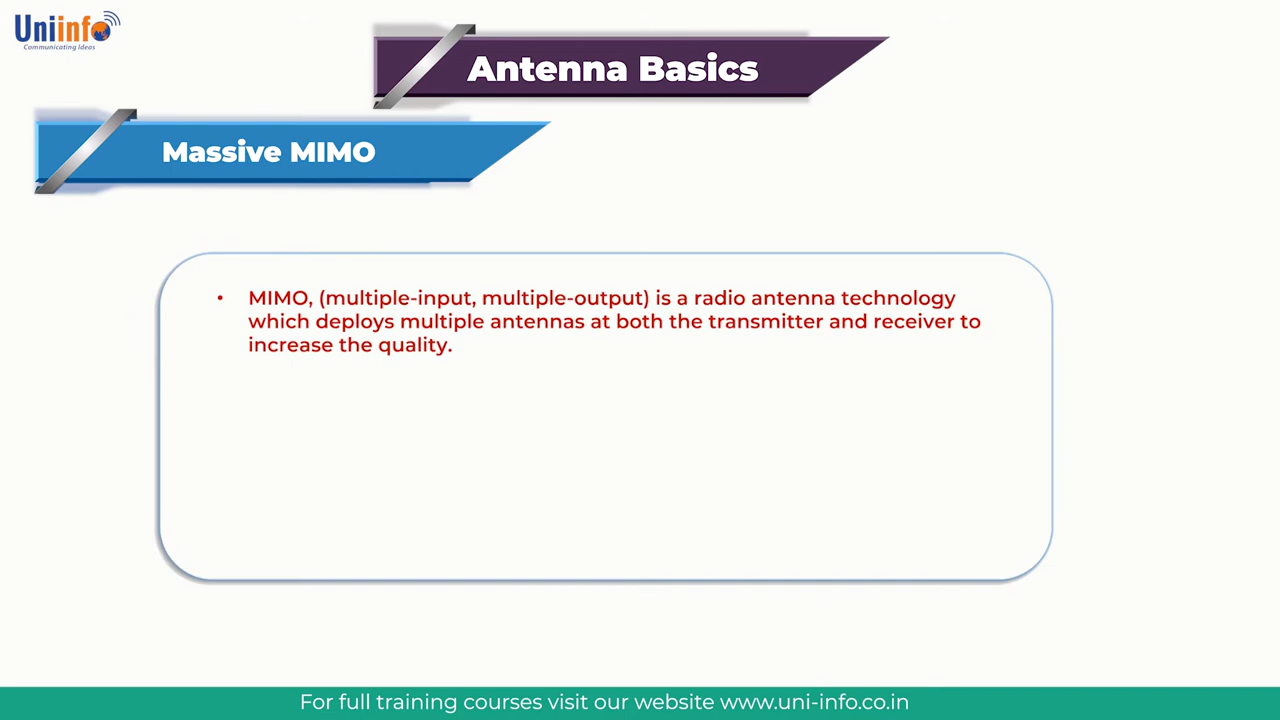 Uniinfo
Communicating Ideas
Antenna Basics
Massive MIMO
• MIMO, (multiple-input, multiple-output) is a radio antenna technology
which deploys multiple antennas at both the transmitter and receiver to
increase the quality.
For full training courses visit our website www.uni-info.co.in